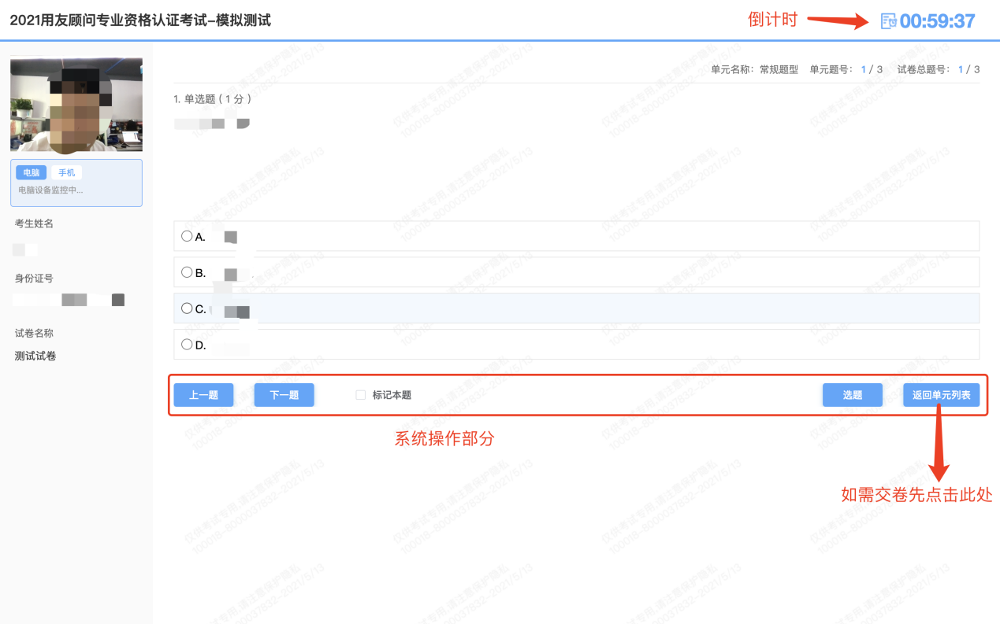 2021用友顾问专业资格认证考试-模拟测试
倒计时
00:59:37
单元名称: 常规题型 单元题号: 1 / 3 试卷总题号: 1 / 3
1. 单选题 ( 1 分 )
电脑 手机
电脑设备监控中...
考生姓名
身份证号
试卷名称
测试试卷
A.
B.
C.
D.
上一题 下一题 标记本题 选题 返回单元列表
系统操作部分
如需交卷先点击此处
仅供考试专用,请注意保护隐私
100018-8000037832-2021/5/13